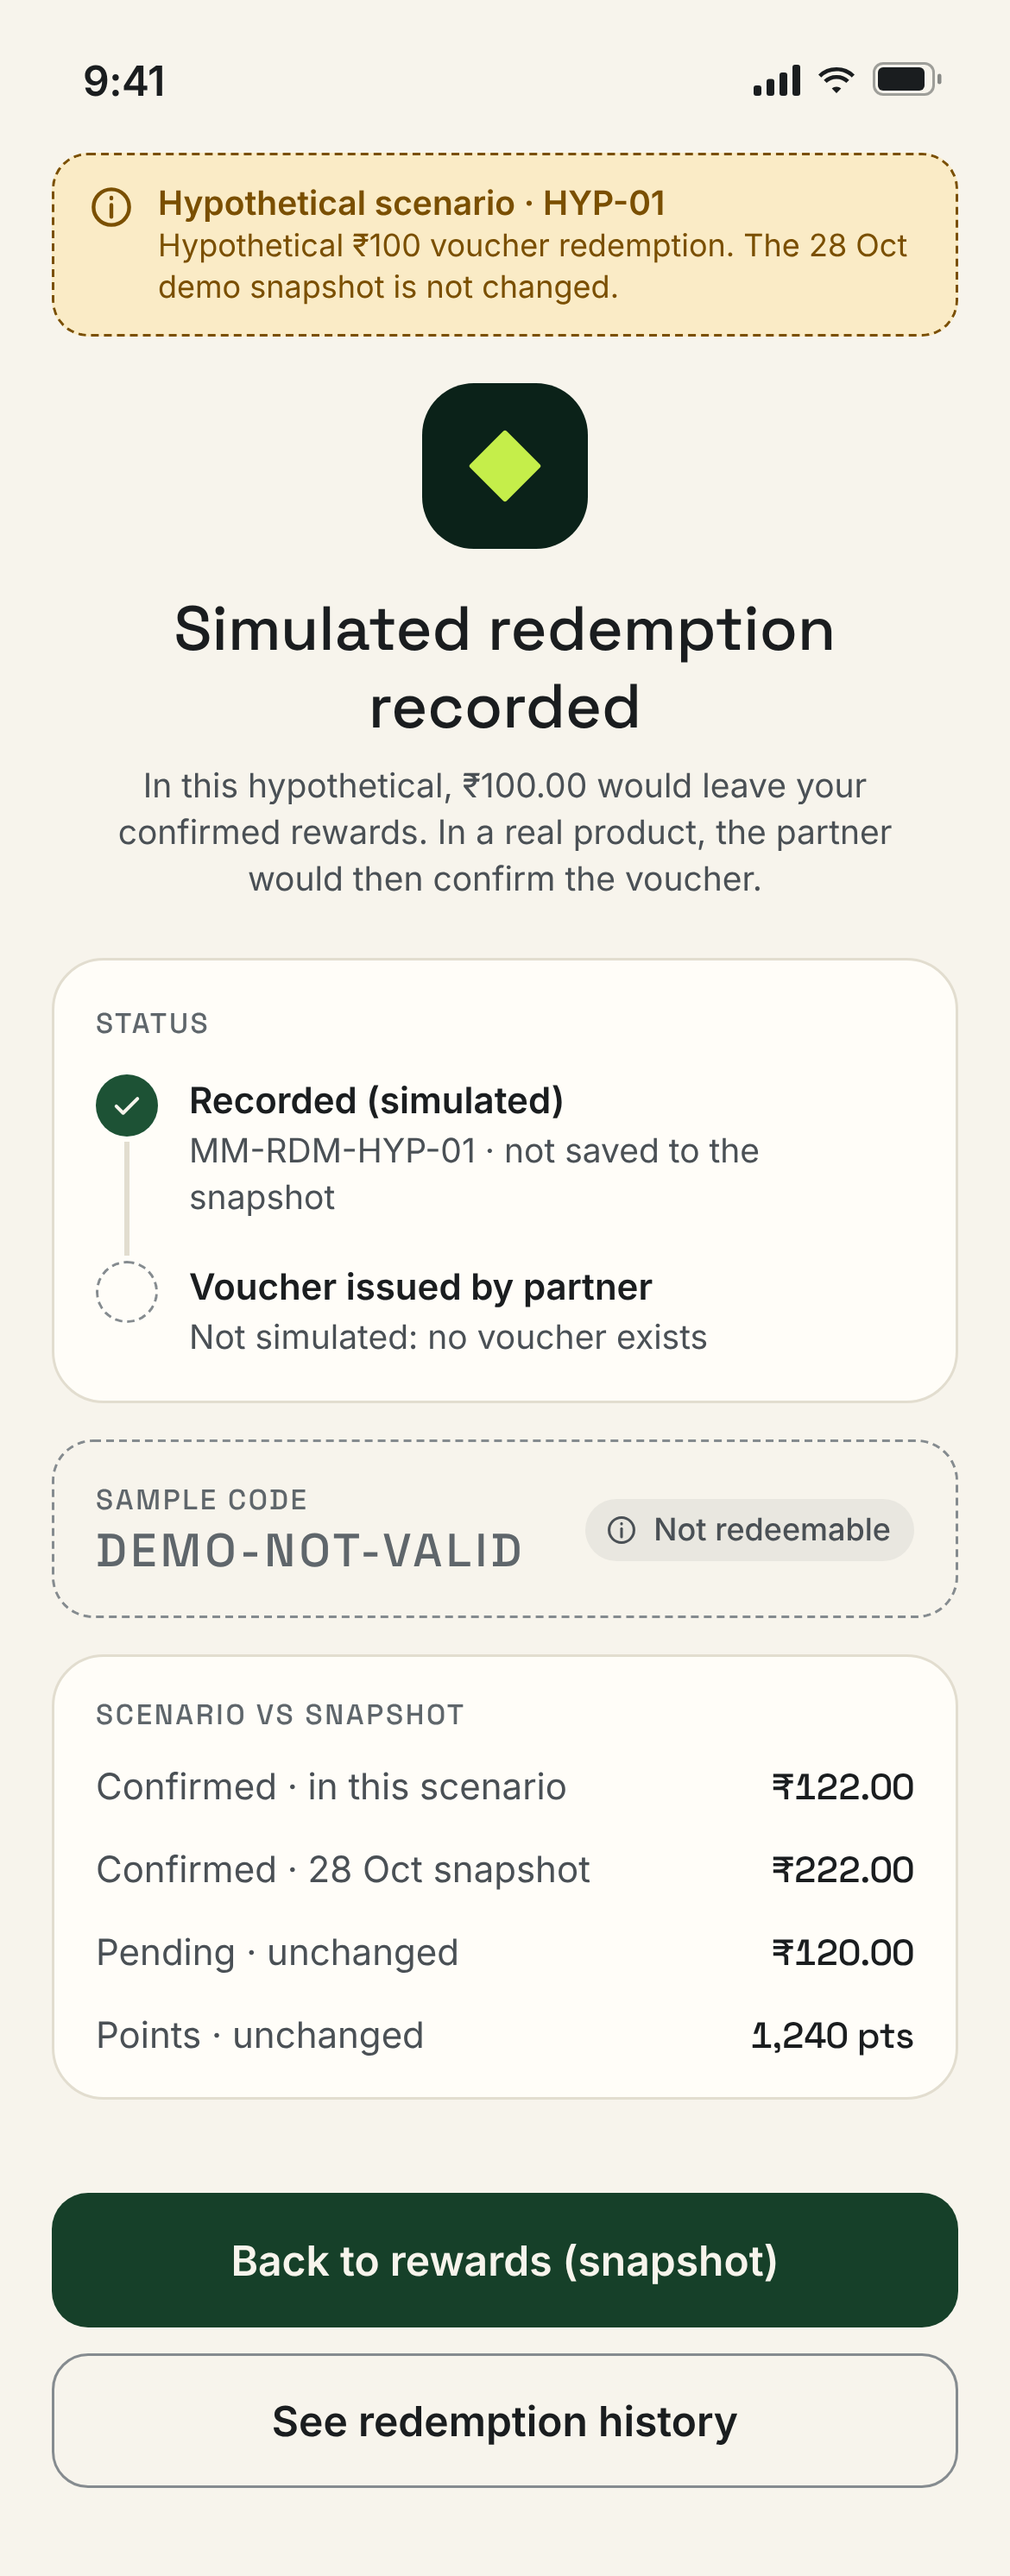 9:41
Hypothetical scenario · HYP-01
Hypothetical ₹100 voucher redemption. The 28 Oct
demo snapshot is not changed.
Simulated redemption
recorded
In this hypothetical, ₹100.00 would leave your
confirmed rewards. In a real product, the partner
would then confirm the voucher.
STATUS
Recorded (simulated)
MM-RDM-HYP-01 · not saved to the
snapshot
Voucher issued by partner
Not simulated: no voucher exists
SAMPLE CODE
DEMO-NOT-VALID
Not redeemable
SCENARIO VS SNAPSHOT
Confirmed · in this scenario ₹122.00
Confirmed · 28 Oct snapshot ₹222.00
Pending · unchanged ₹120.00
Points · unchanged 1,240 pts
Back to rewards (snapshot)
See redemption history